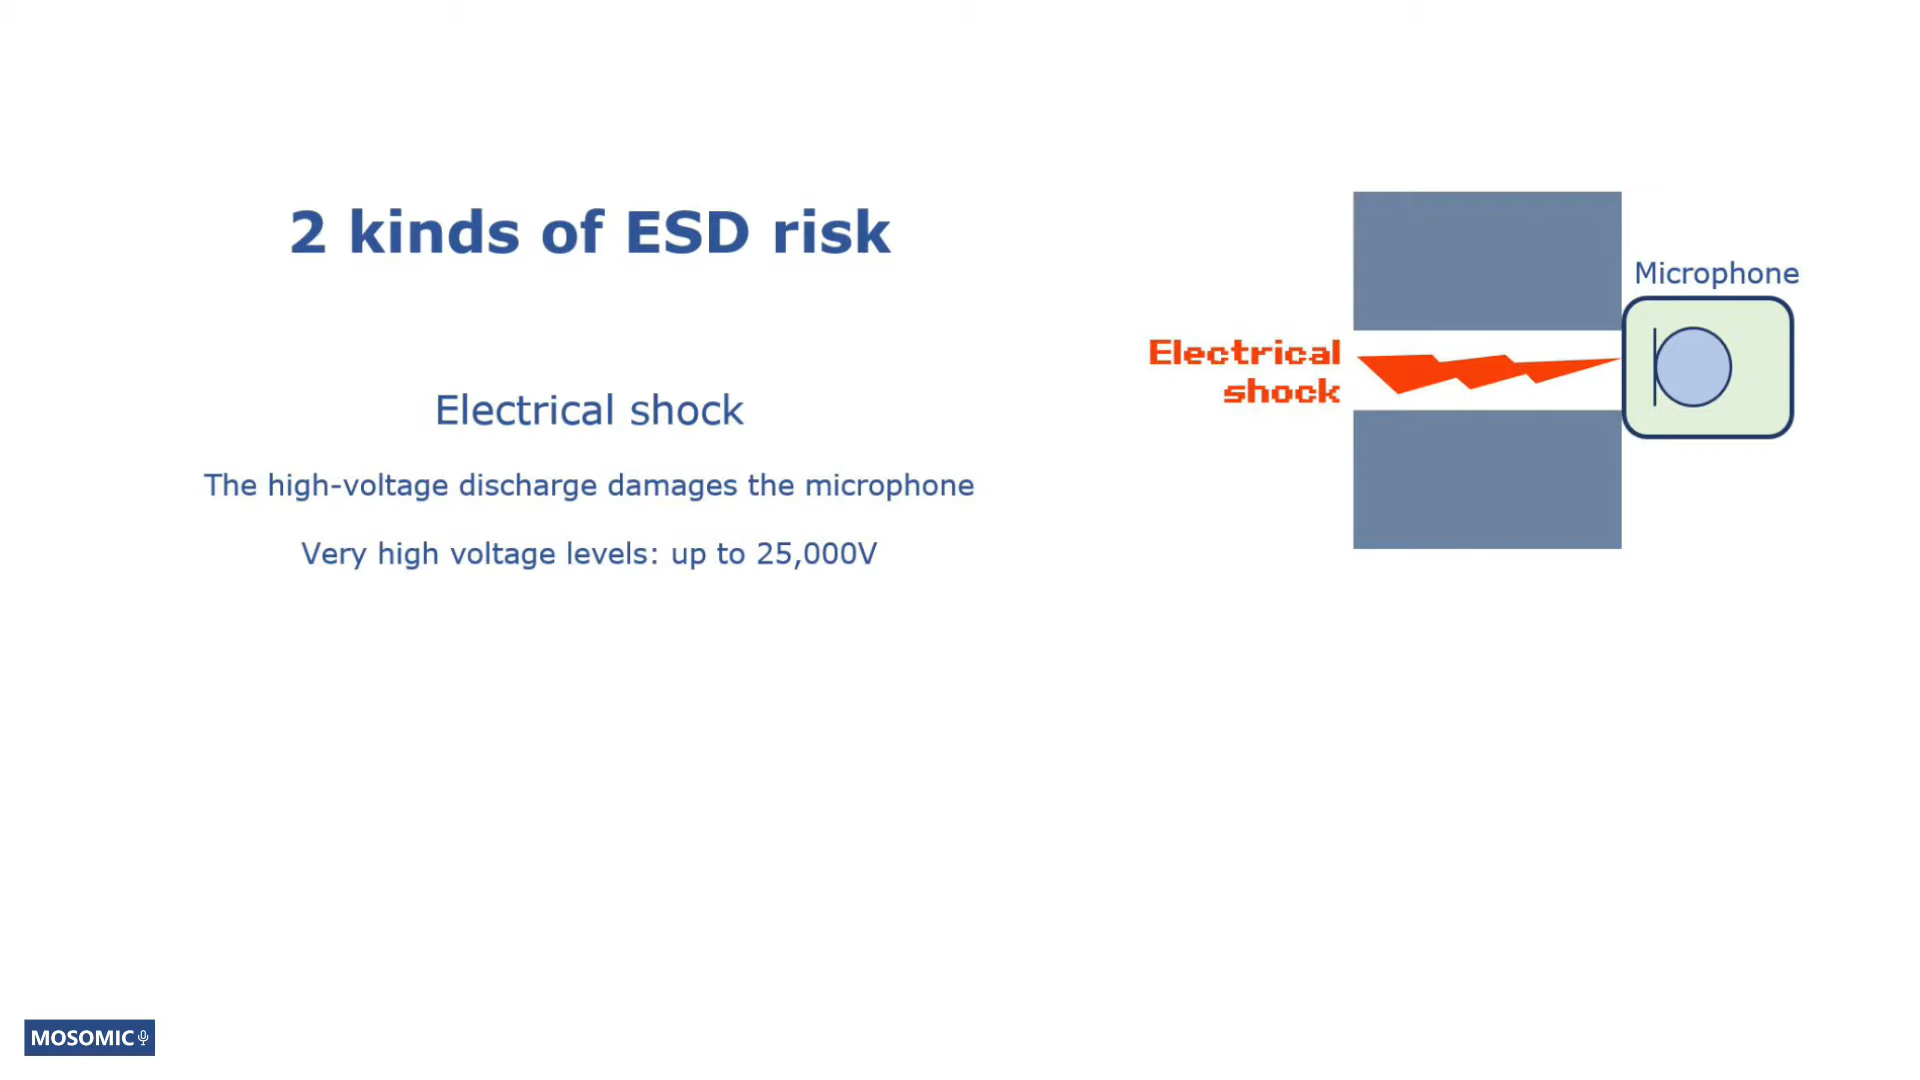 2 kinds of ESD risk
Electrical shock
The high-voltage discharge damages the microphone
Very high voltage levels: up to 25,000V
Microphone
Electrical
shock
MOSOMIC